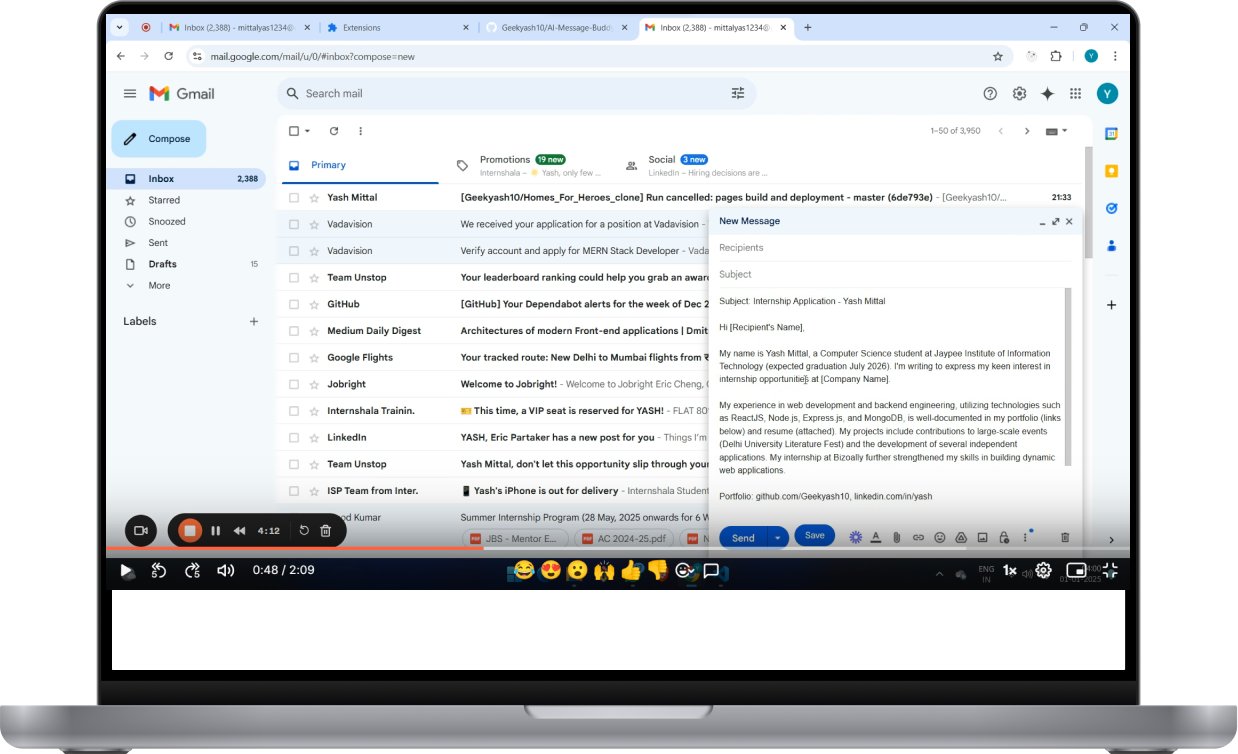 Inbox (2,388) - mittalyas1234@
Extensions
Geekyash10/AI-Message-Budd
Inbox (2,388) - mittalyas1234@
mail.google.com/mail/u/0/#inbox?compose=new
Y
Gmail
Search mail
Y
Compose
1–50 of 3,950
31
Primary
Promotions 19 new
Internshala – Yash, only few ...
Social 3 new
LinkedIn – Hiring decisions are ...
Inbox 2,388
Starred
Snoozed
Sent
Drafts 15
More
Labels
Yash Mittal [Geekyash10/Homes_For_Heroes_clone] Run cancelled: pages build and deployment - master (6de793e) - [Geekyash10/... 21:33
Vadavision We received your application for a position at Vadavision -
Vadavision Verify account and apply for MERN Stack Developer - Vada
Team Unstop Your leaderboard ranking could help you grab an awar
GitHub [GitHub] Your Dependabot alerts for the week of Dec 2
Medium Daily Digest Architectures of modern Front-end applications | Dmit
Google Flights Your tracked route: New Delhi to Mumbai flights from ₹
Jobright Welcome to Jobright! - Welcome to Jobright Eric Cheng,
Internshala Trainin. This time, a VIP seat is reserved for YASH! - FLAT 80
LinkedIn YASH, Eric Partaker has a new post for you - Things I'm
Team Unstop Yash Mittal, don't let this opportunity slip through your
ISP Team from Inter. Yash's iPhone is out for delivery - Internshala Student
od Kumar Summer Internship Program (28 May, 2025 onwards for 6 W
PDF JBS - Mentor E... PDF AC 2024-25.pdf PDF N
New Message
Recipients
Subject
Subject: Internship Application - Yash Mittal
Hi [Recipient's Name],
My name is Yash Mittal, a Computer Science student at Jaypee Institute of Information
Technology (expected graduation July 2026). I'm writing to express my keen interest in
internship opportunities at [Company Name].
My experience in web development and backend engineering, utilizing technologies such
as ReactJS, Node.js, Express.js, and MongoDB, is well-documented in my portfolio (links
below) and resume (attached). My projects include contributions to large-scale events
(Delhi University Literature Fest) and the development of several independent
applications. My internship at Bizoally further strengthened my skills in building dynamic
web applications.
Portfolio: github.com/Geekyash10, linkedin.com/in/yash
Send
Save
4:12
5
5
0:48 / 2:09
ENG
IN
1x
01-01-2025